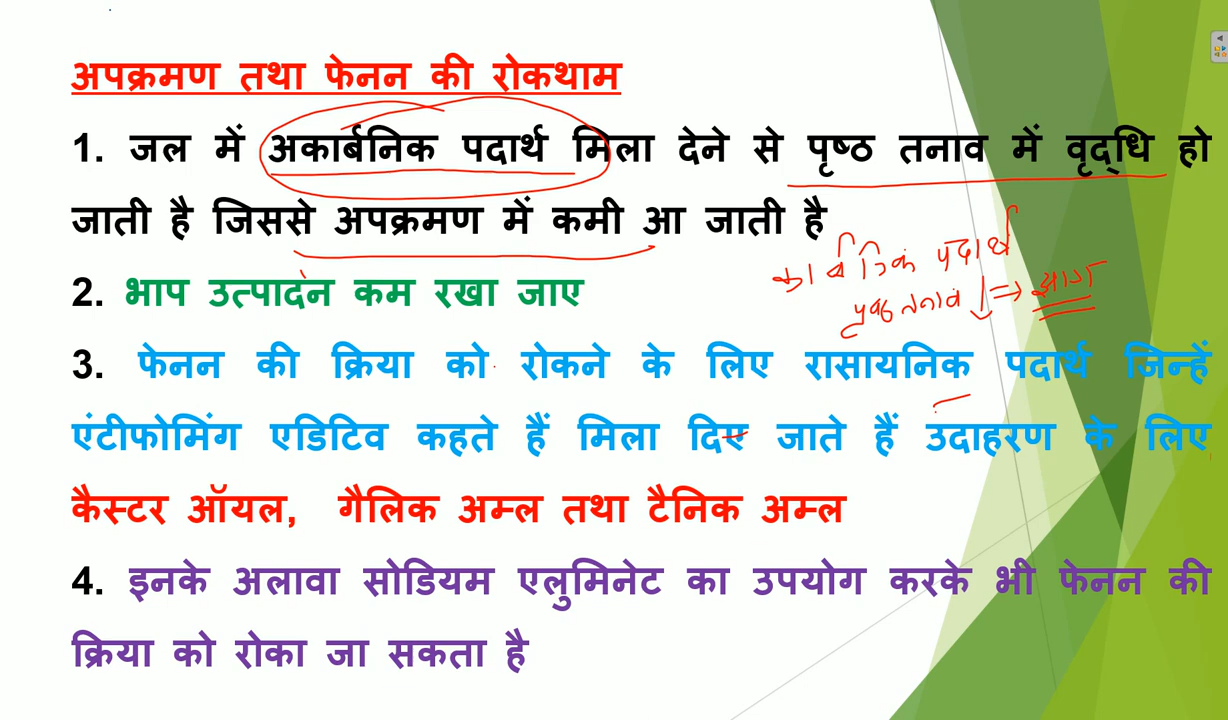 अपक्रमण तथा फेनन की रोकथाम
1. जल में अकार्बनिक पदार्थ मिला देने से पृष्ठ तनाव में वृद्धि हो
जाती है जिससे अपक्रमण में कमी आ जाती है
कार्बनिक पदार्थ
2. भाप उत्पादन कम रखा जाए
पृष्ठ तनाव ↓ ⇒ झाग
3. फेनन की क्रिया को रोकने के लिए रासायनिक पदार्थ जिन्हें
एंटीफोमिंग एडिटिव कहते हैं मिला दिए जाते हैं उदाहरण के लिए
कैस्टर ऑयल, गैलिक अम्ल तथा टैनिक अम्ल
4. इनके अलावा सोडियम एलुमिनेट का उपयोग करके भी फेनन की
क्रिया को रोका जा सकता है